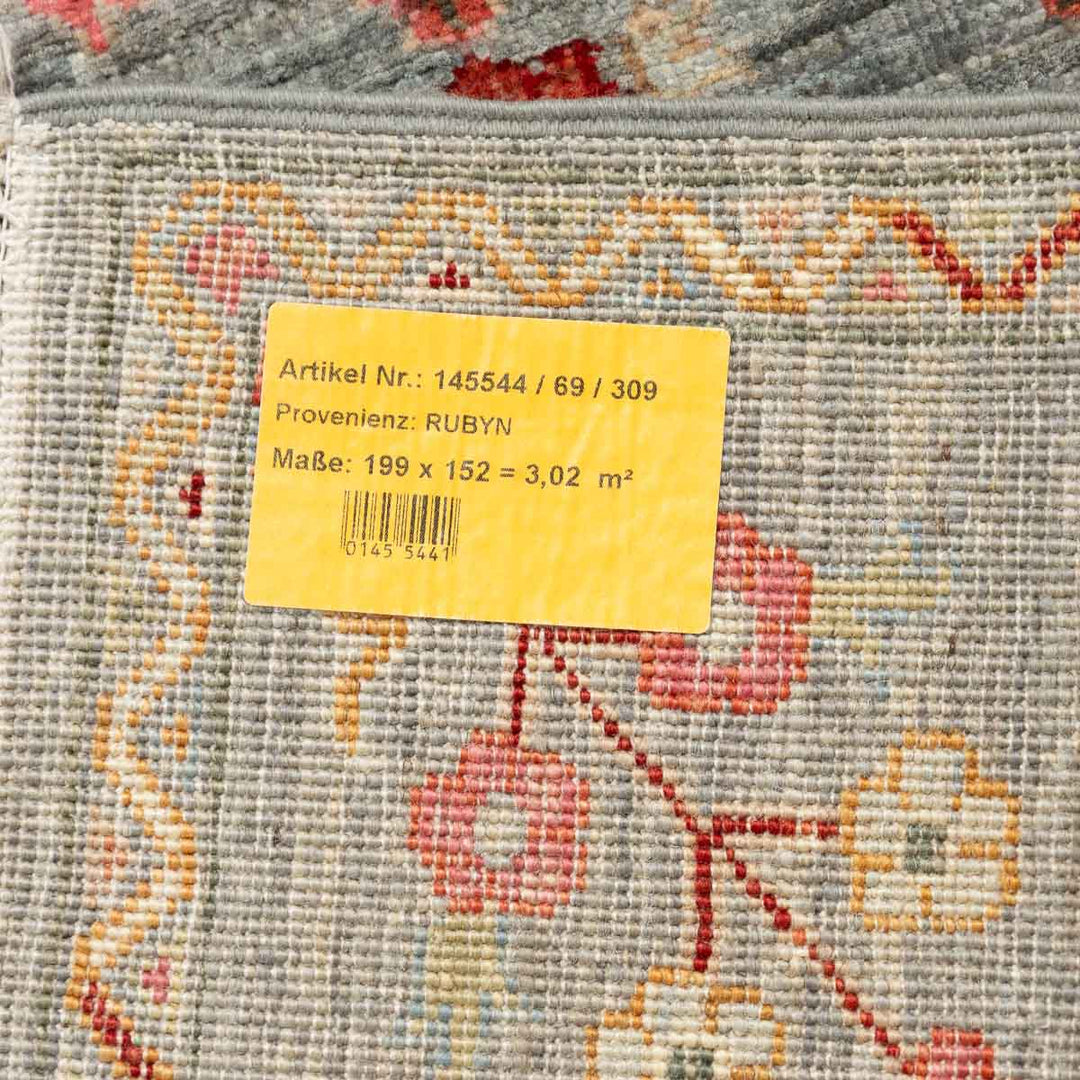 Artikel Nr.: 145544 / 69 / 309
Provenienz: RUBYN
Maße: 199 x 152 = 3,02 m²
0145 5441